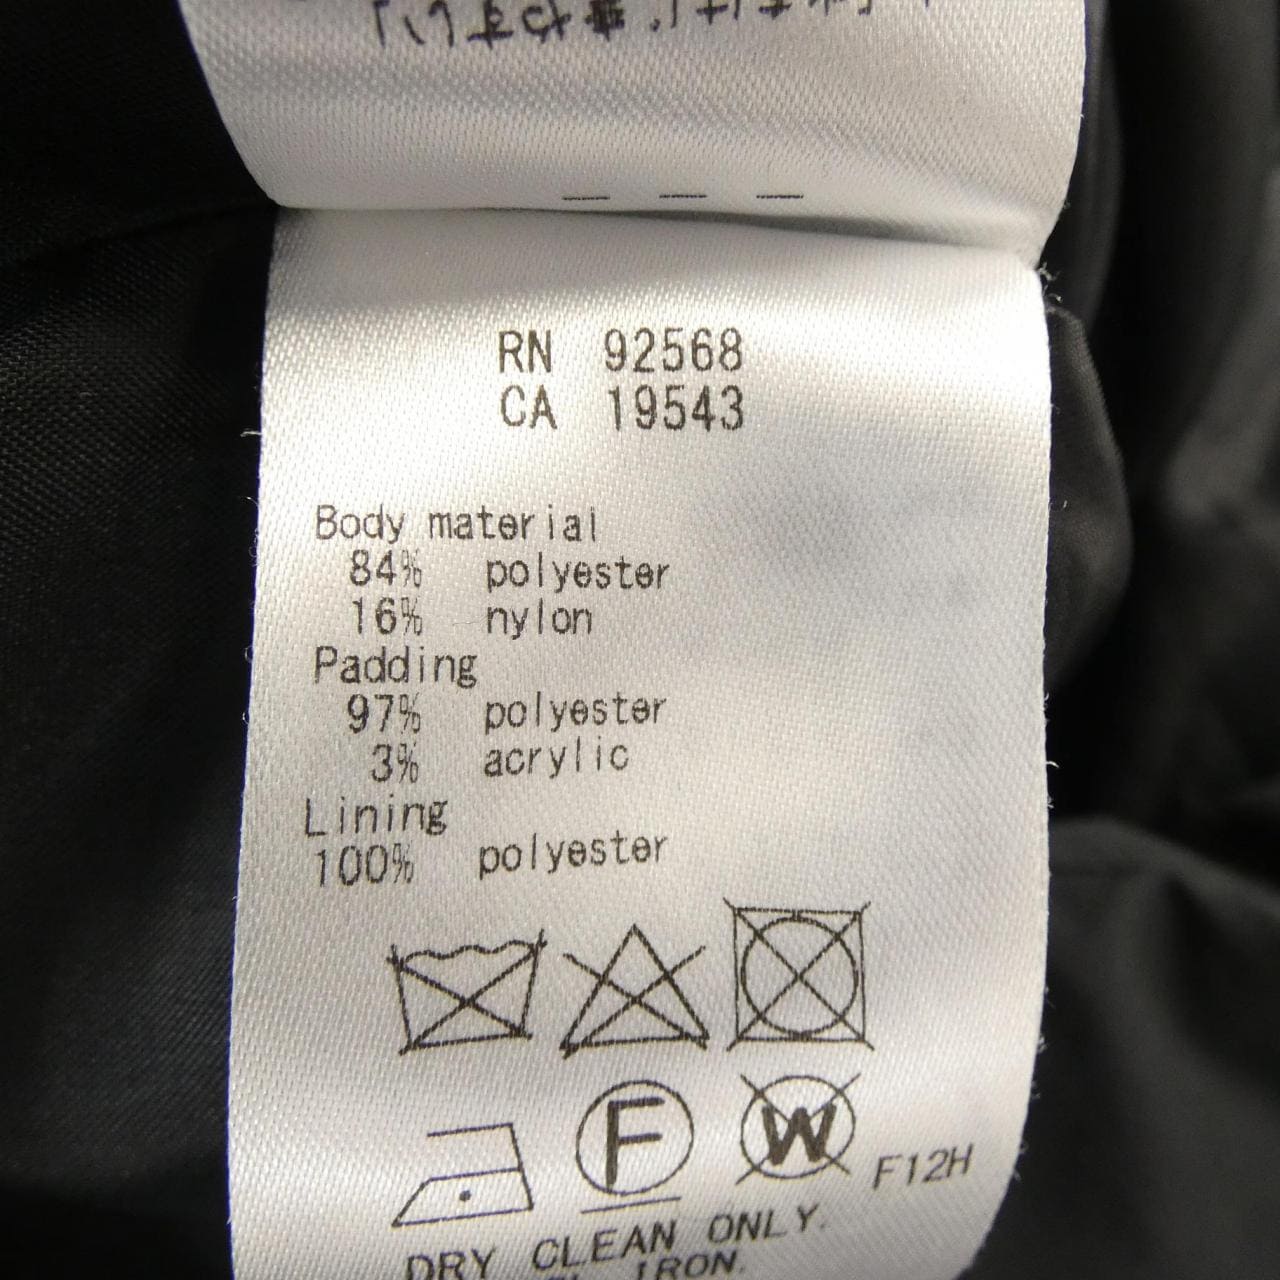 RN 92568
CA 19543
Body material
84% polyester
16% nylon
Padding
97% polyester
3% acrylic
Lining
100% polyester
F
W
F12H
DRY CLEAN ONLY.
IRON.